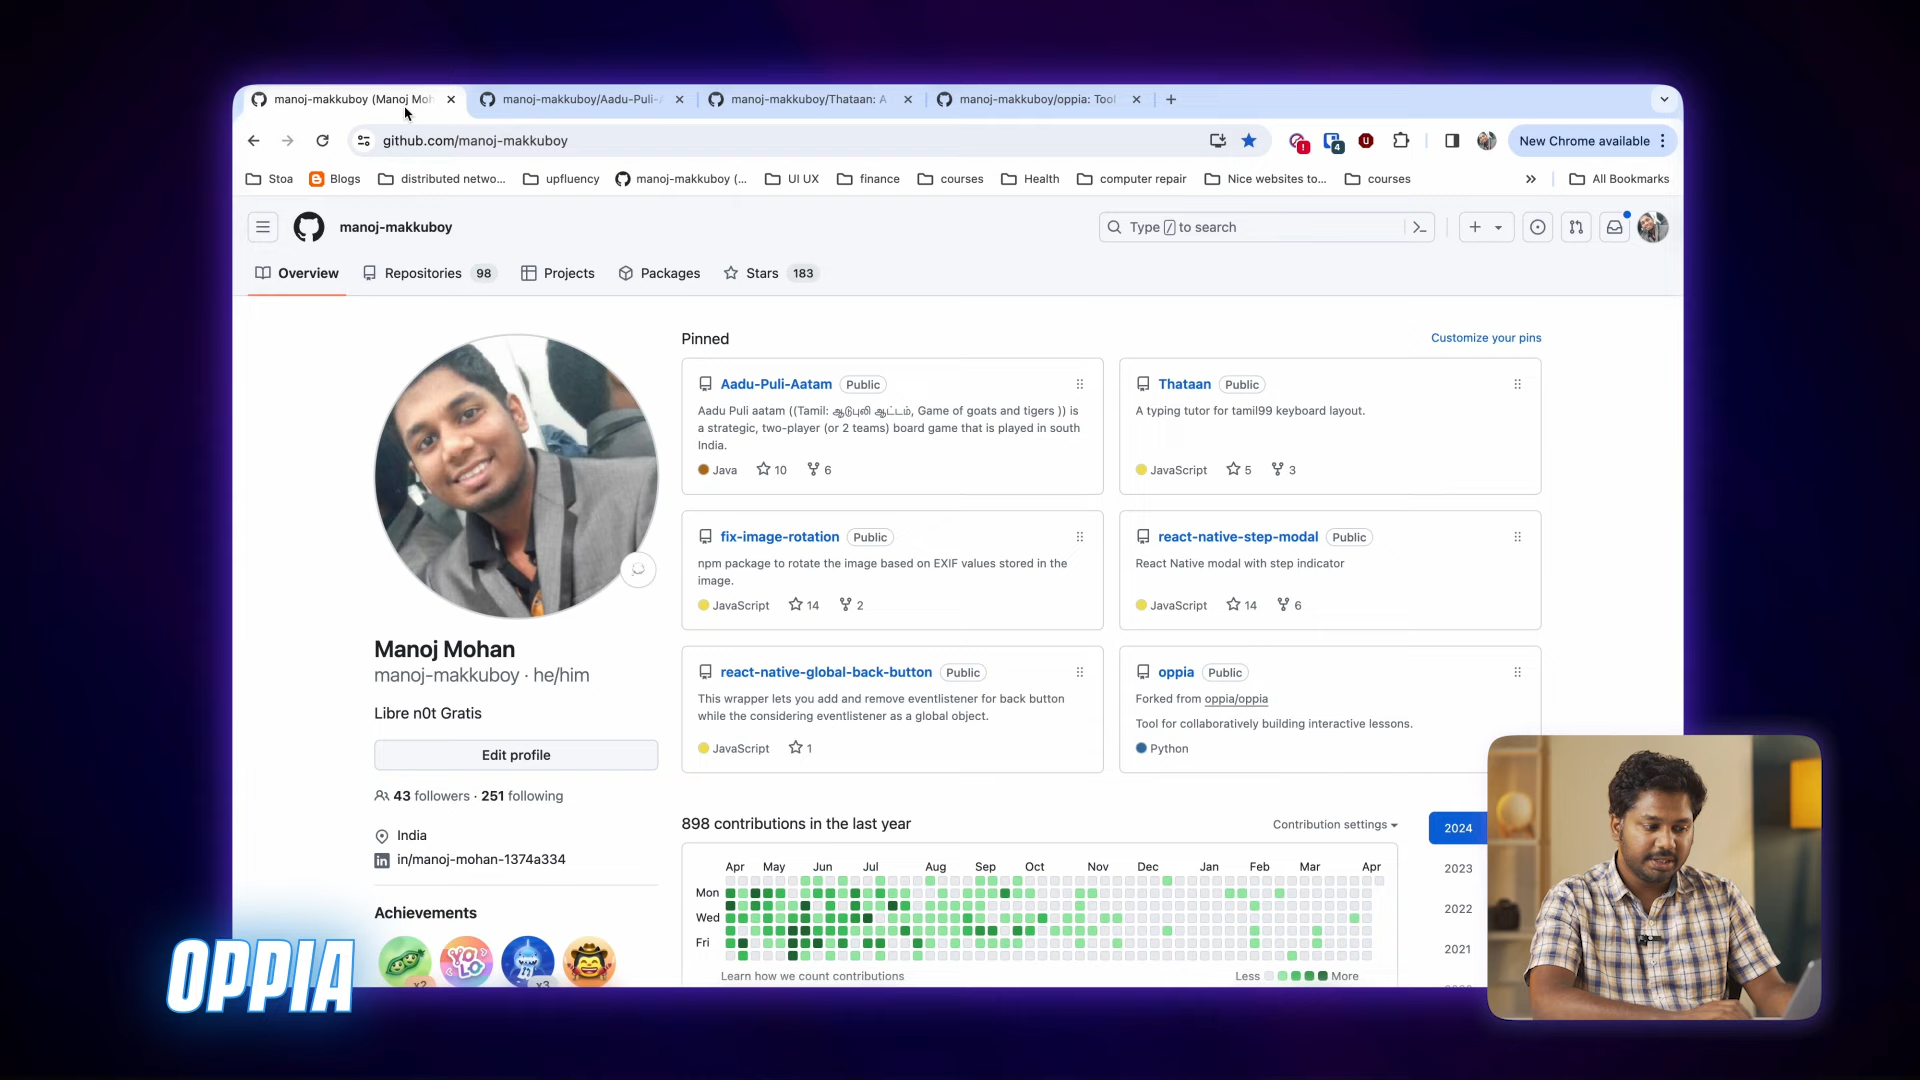 manoj-makkuboy (Manoj Moh
manoj-makkuboy/Aadu-Puli-
manoj-makkuboy/Thataan: A
manoj-makkuboy/oppia: Tool
github.com/manoj-makkuboy
4
New Chrome available
Stoa
Blogs
distributed netwo...
upfluency
manoj-makkuboy (...
UI UX
finance
courses
Health
computer repair
Nice websites to...
courses
All Bookmarks
manoj-makkuboy
Type / to search
Overview
Repositories 98
Projects
Packages
Stars 183
Pinned
Customize your pins
Aadu-Puli-Aatam Public
Aadu Puli aatam ((Tamil: ஆடுபுலி ஆட்டம், Game of goats and tigers )) is
a strategic, two-player (or 2 teams) board game that is played in south
India.
Java 10 6
Thataan Public
A typing tutor for tamil99 keyboard layout.
JavaScript 5 3
fix-image-rotation Public
npm package to rotate the image based on EXIF values stored in the
image.
JavaScript 14 2
react-native-step-modal Public
React Native modal with step indicator
JavaScript 14 6
react-native-global-back-button Public
This wrapper lets you add and remove eventlistener for back button
while the considering eventlistener as a global object.
JavaScript 1
oppia Public
Forked from oppia/oppia
Tool for collaboratively building interactive lessons.
Python
Manoj Mohan
manoj-makkuboy · he/him
Libre n0t Gratis
Edit profile
43 followers · 251 following
India
in/manoj-mohan-1374a334
Achievements
YOLO
x2
x3
898 contributions in the last year
Contribution settings
2024
2023
2022
2021
Apr May Jun Jul Aug Sep Oct Nov Dec Jan Feb Mar Apr
Mon
Wed
Fri
Learn how we count contributions
Less More
OPPIA